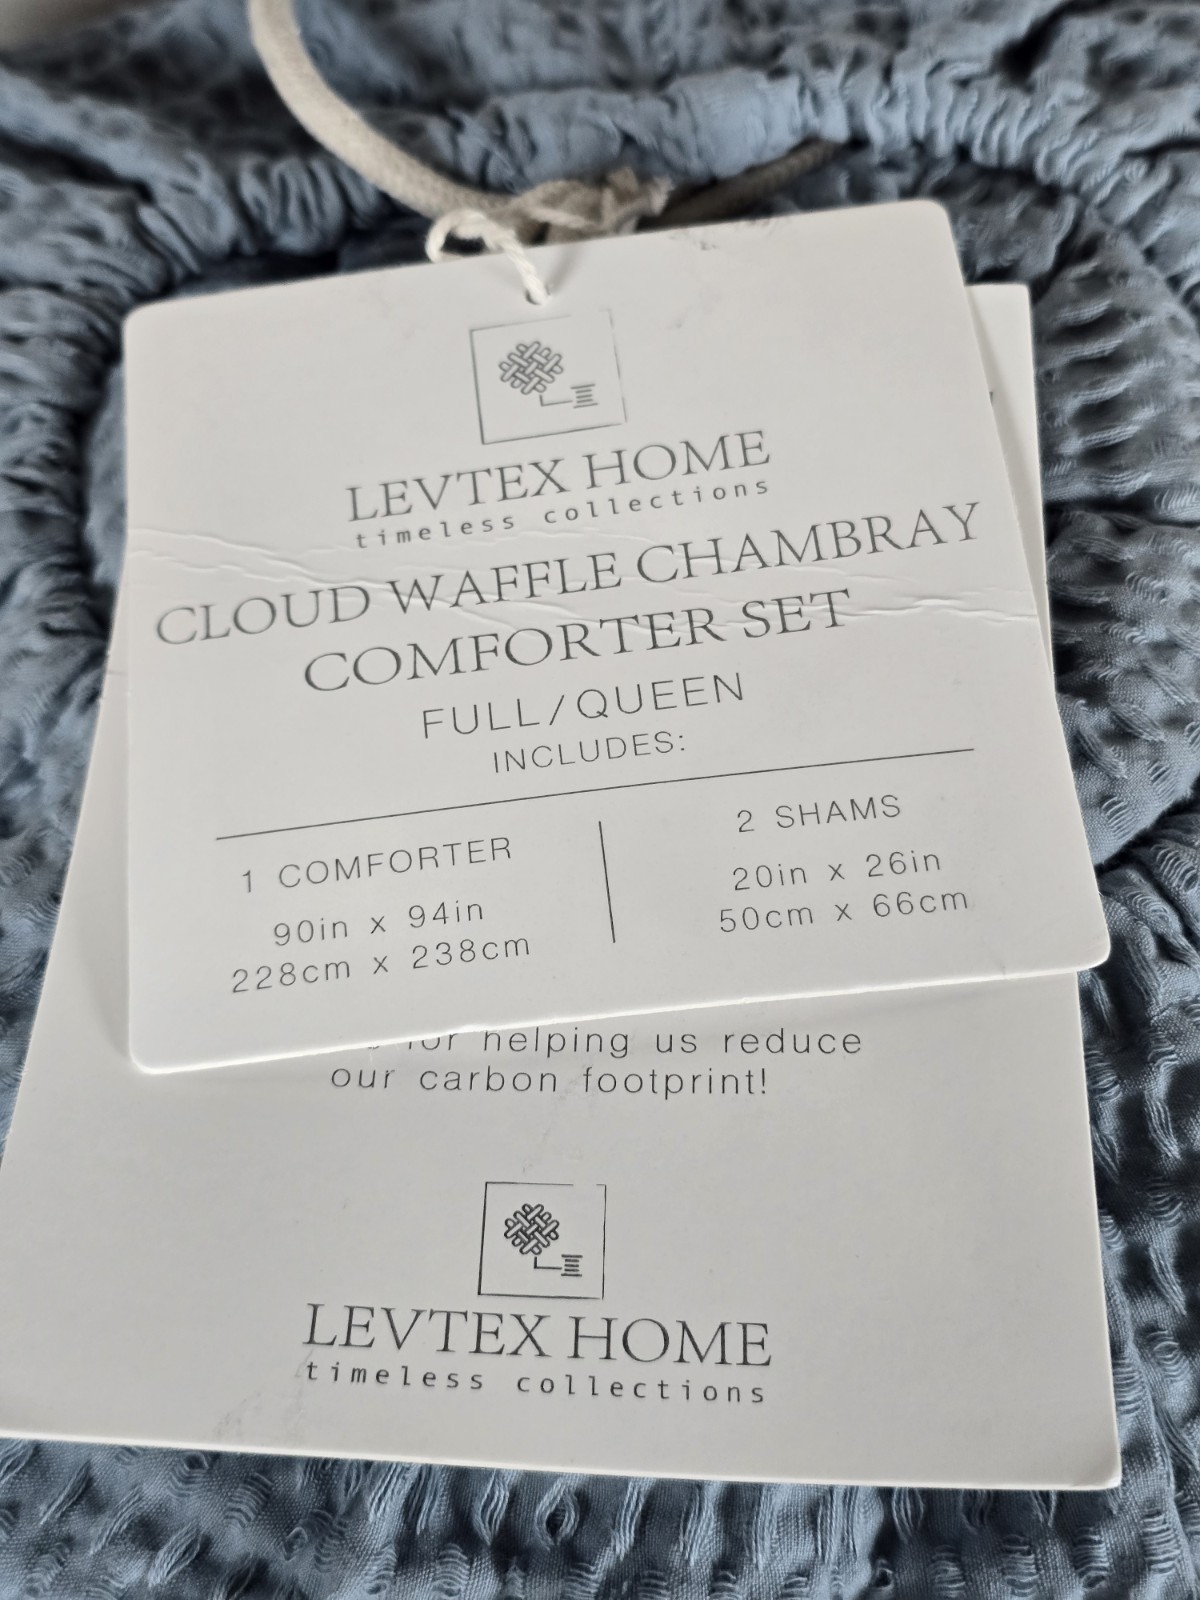 LEVTEX HOME
timeless collections
CLOUD WAFFLE CHAMBRAY
COMFORTER SET
FULL/QUEEN
INCLUDES:
1 COMFORTER
90in x 94in
228cm x 238cm
2 SHAMS
20in x 26in
50cm x 66cm
for helping us reduce
our carbon footprint!
LEVTEX HOME
timeless collections